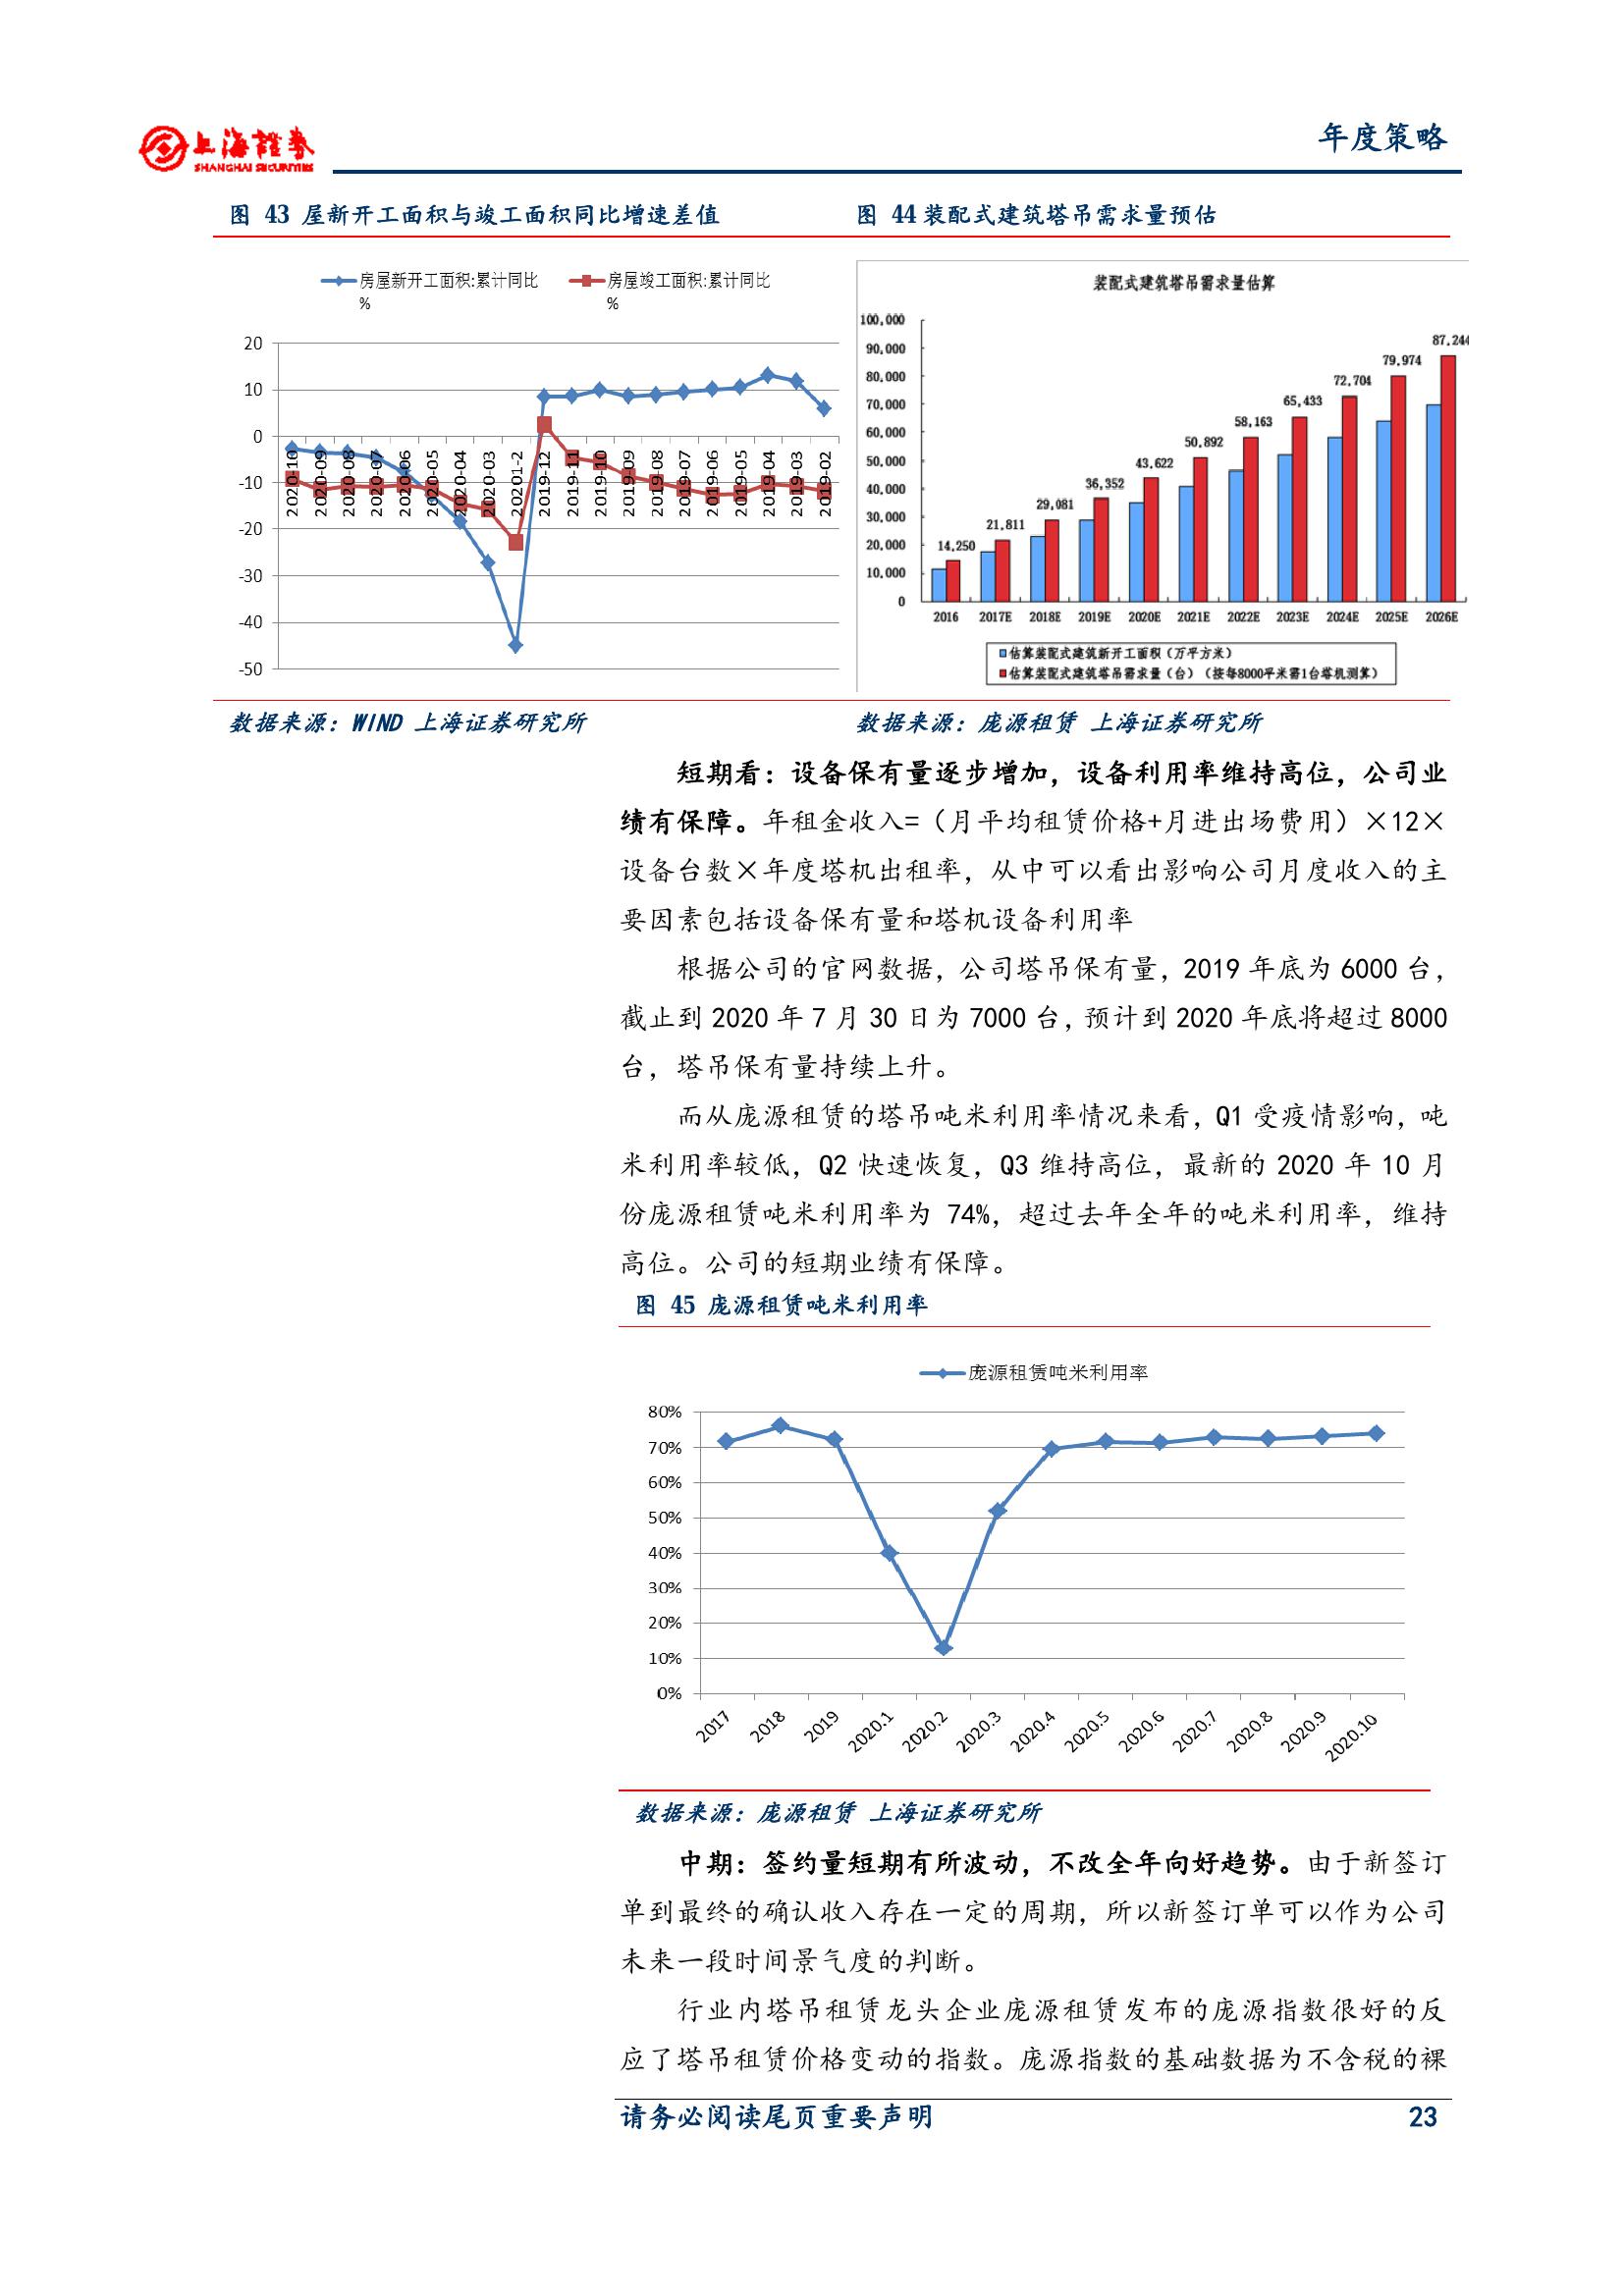 上海證券
SHANGHAI SECURITIES
年度策略
图 43 屋新开工面积与竣工面积同比增速差值
图 44 装配式建筑塔吊需求量预估
房屋新开工面积:累计同比
%
房屋竣工面积:累计同比
%
20
10
0
-10
-20
-30
-40
-50
2020-10
2020-09
2020-08
2020-07
2020-06
2020-05
2020-04
2020-03
20201-2
2019-12
2019-11
2019-10
2019-09
2019-08
2019-07
2019-06
2019-05
2019-04
2019-03
2019-02
装配式建筑塔吊需求量估算
100,000
90,000
80,000
70,000
60,000
50,000
40,000
30,000
20,000
10,000
0
14,250
21,811
29,081
36,352
43,622
50,892
58,163
65,433
72,704
79,974
87,244
2016 2017E 2018E 2019E 2020E 2021E 2022E 2023E 2024E 2025E 2026E
估算装配式建筑新开工面积（万平方米）
估算装配式建筑塔吊需求量（台）（按每8000平米需1台塔机测算）
数据来源：WIND 上海证券研究所
数据来源：庞源租赁 上海证券研究所
短期看：设备保有量逐步增加，设备利用率维持高位，公司业
绩有保障。年租金收入=（月平均租赁价格+月进出场费用）×12×
设备台数×年度塔机出租率，从中可以看出影响公司月度收入的主
要因素包括设备保有量和塔机设备利用率
根据公司的官网数据，公司塔吊保有量，2019 年底为 6000 台，
截止到 2020 年 7 月 30 日为 7000 台，预计到 2020 年底将超过 8000
台，塔吊保有量持续上升。
而从庞源租赁的塔吊吨米利用率情况来看，Q1 受疫情影响，吨
米利用率较低，Q2 快速恢复，Q3 维持高位，最新的 2020 年 10 月
份庞源租赁吨米利用率为 74%，超过去年全年的吨米利用率，维持
高位。公司的短期业绩有保障。
图 45 庞源租赁吨米利用率
庞源租赁吨米利用率
80%
70%
60%
50%
40%
30%
20%
10%
0%
2017 2018 2019 2020.1 2020.2 2020.3 2020.4 2020.5 2020.6 2020.7 2020.8 2020.9 2020.10
数据来源：庞源租赁 上海证券研究所
中期：签约量短期有所波动，不改全年向好趋势。由于新签订
单到最终的确认收入存在一定的周期，所以新签订单可以作为公司
未来一段时间景气度的判断。
行业内塔吊租赁龙头企业庞源租赁发布的庞源指数很好的反
应了塔吊租赁价格变动的指数。庞源指数的基础数据为不含税的裸
请务必阅读尾页重要声明
23